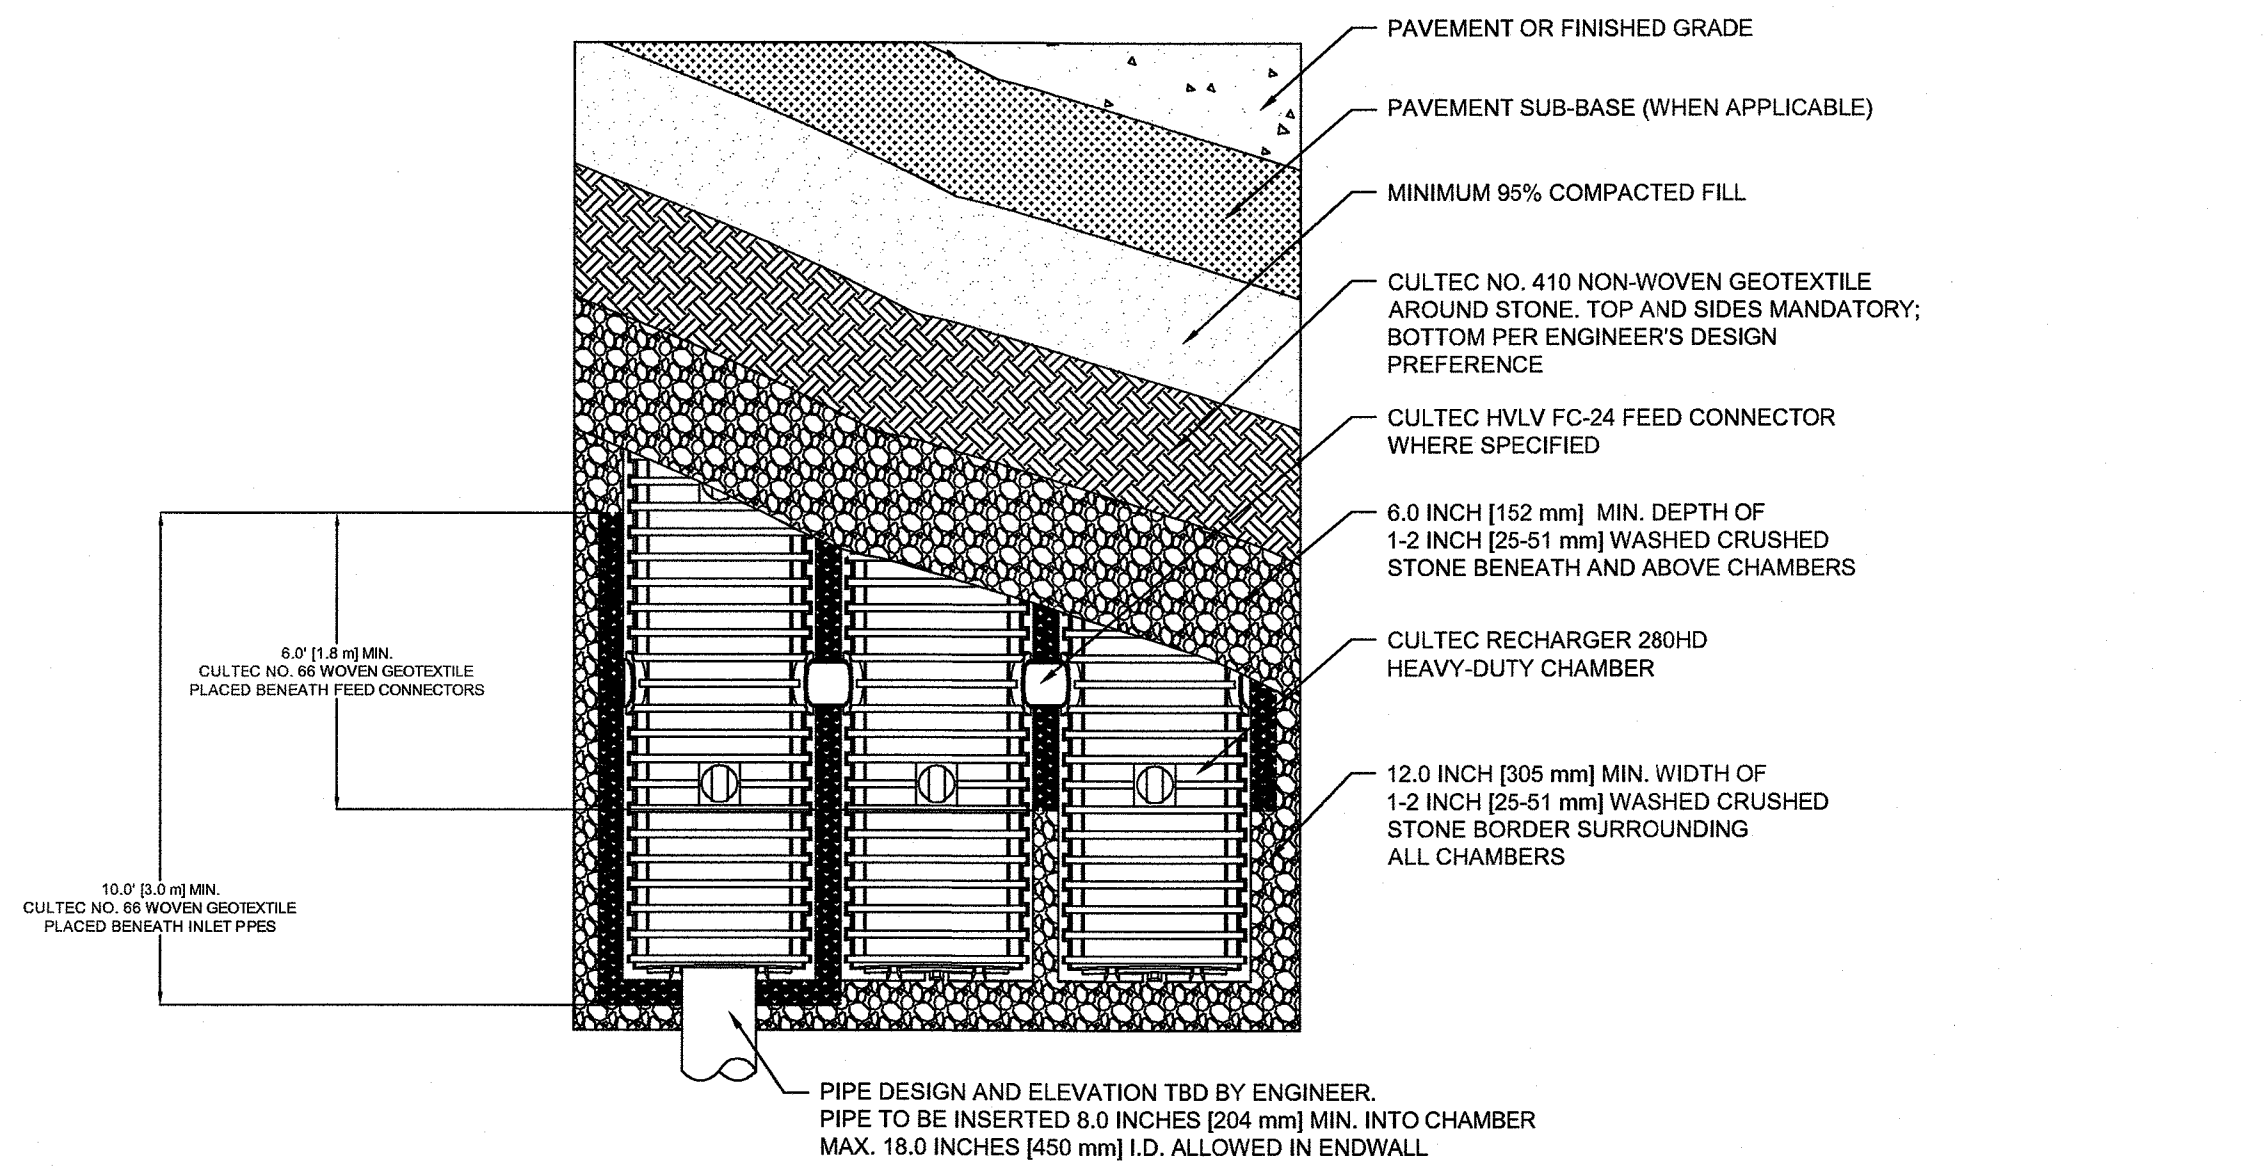 PAVEMENT OR FINISHED GRADE
PAVEMENT SUB-BASE (WHEN APPLICABLE)
MINIMUM 95% COMPACTED FILL
CULTEC NO. 410 NON-WOVEN GEOTEXTILE
AROUND STONE. TOP AND SIDES MANDATORY;
BOTTOM PER ENGINEER'S DESIGN
PREFERENCE
CULTEC HVLV FC-24 FEED CONNECTOR
WHERE SPECIFIED
6.0 INCH [152 mm] MIN. DEPTH OF
1-2 INCH [25-51 mm] WASHED CRUSHED
STONE BENEATH AND ABOVE CHAMBERS
CULTEC RECHARGER 280HD
HEAVY-DUTY CHAMBER
12.0 INCH [305 mm] MIN. WIDTH OF
1-2 INCH [25-51 mm] WASHED CRUSHED
STONE BORDER SURROUNDING
ALL CHAMBERS
6.0' [1.8 m] MIN.
CULTEC NO. 66 WOVEN GEOTEXTILE
PLACED BENEATH FEED CONNECTORS
10.0' [3.0 m] MIN.
CULTEC NO. 66 WOVEN GEOTEXTILE
PLACED BENEATH INLET PPES
PIPE DESIGN AND ELEVATION TBD BY ENGINEER.
PIPE TO BE INSERTED 8.0 INCHES [204 mm] MIN. INTO CHAMBER
MAX. 18.0 INCHES [450 mm] I.D. ALLOWED IN ENDWALL